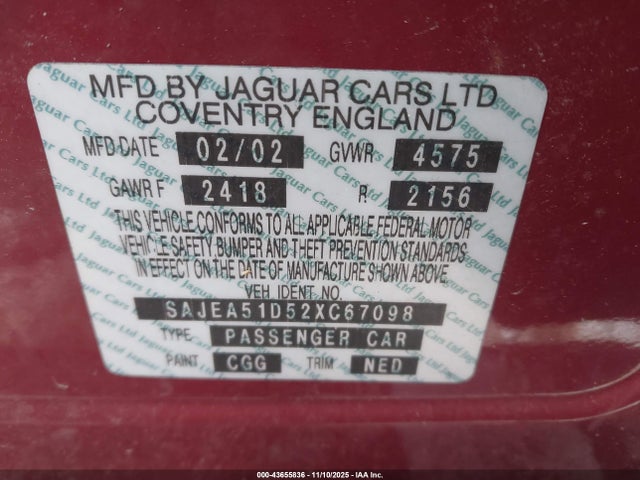 MFD BY JAGUAR CARS LTD
COVENTRY ENGLAND
MFD DATE 02/02 GVWR 4575
GAWR F 2418 R 2156
THIS VEHICLE CONFORMS TO ALL APPLICABLE FEDERAL MOTOR
VEHICLE SAFETY BUMPER AND THEFT PREVENTION STANDARDS
IN EFFECT ON THE DATE OF MANUFACTURE SHOWN ABOVE.
VEH IDENT NO.
SAJEA51D52XC67098
TYPE PASSENGER CAR
PAINT CGG TRIM NED
000-43655836 - 11/10/2025 - IAA Inc.